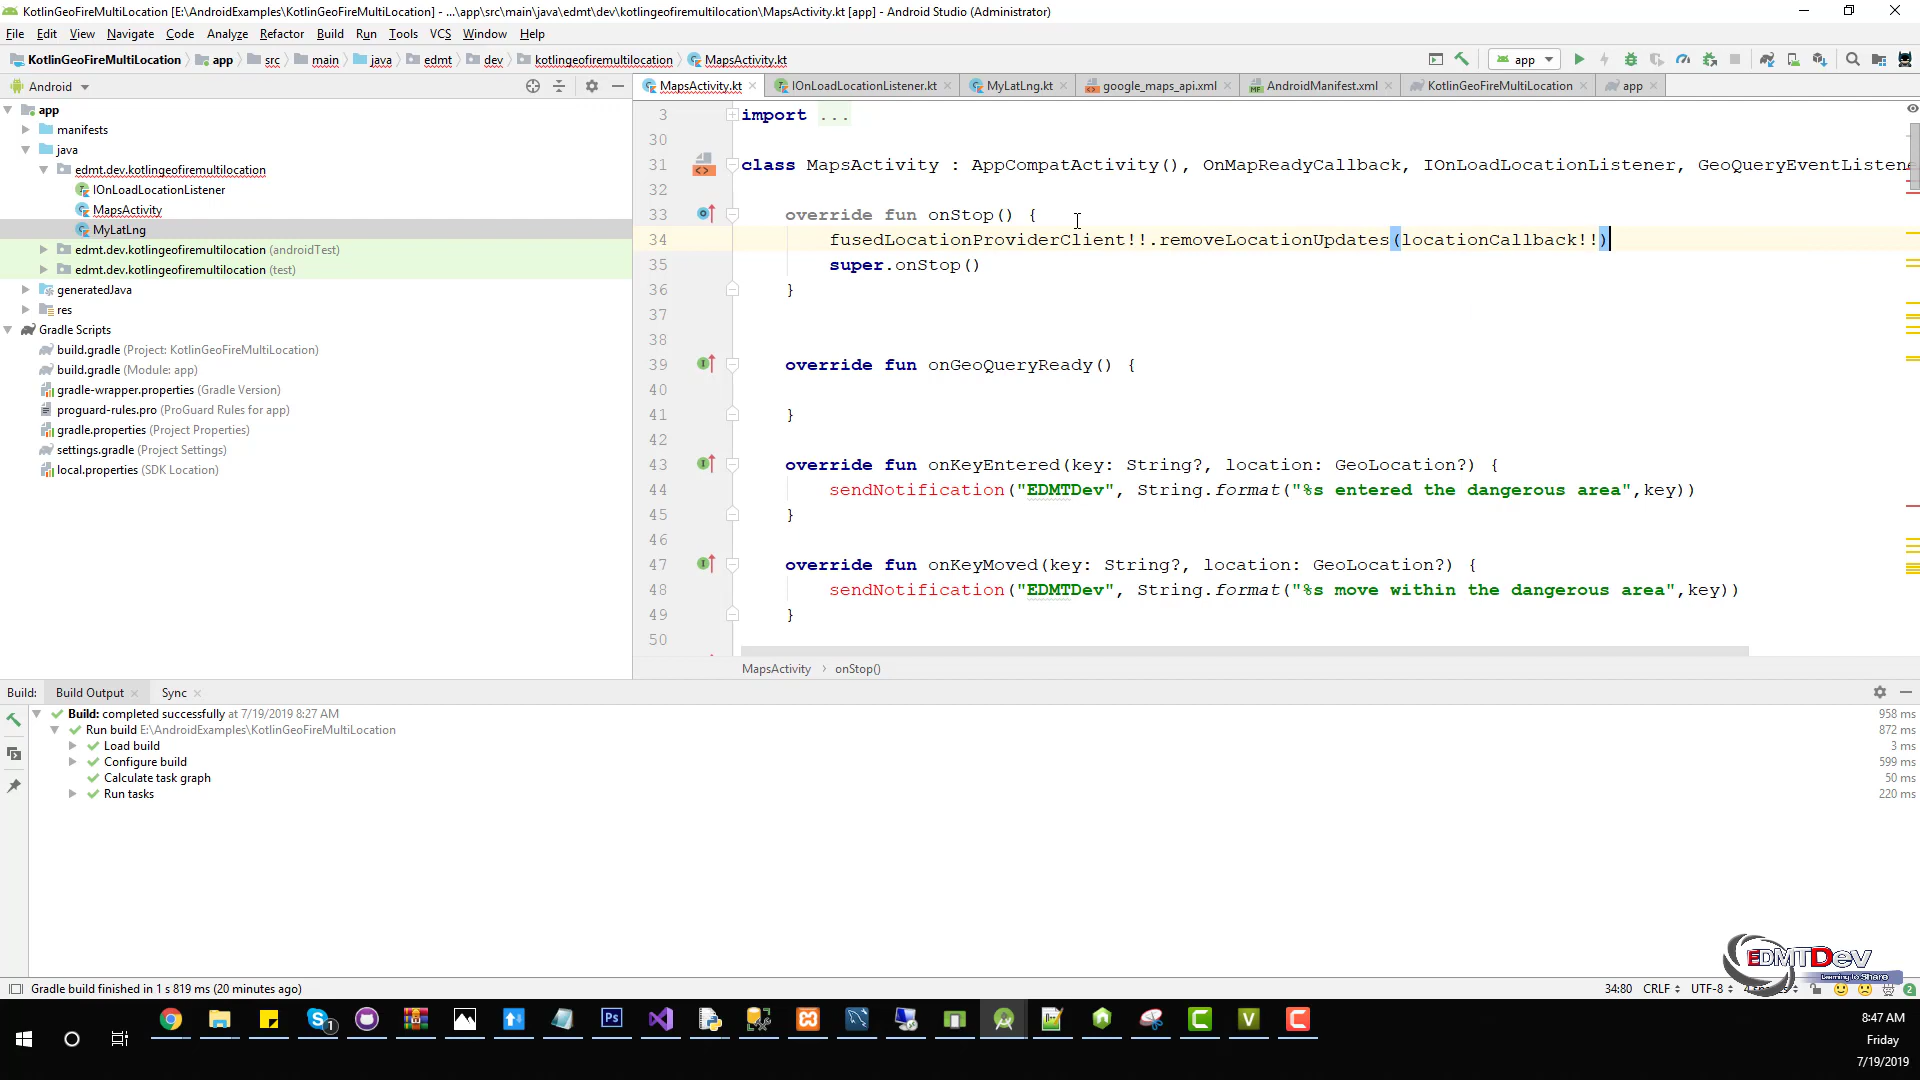 KotlinGeoFireMultiLocation [E:\AndroidExamples\KotlinGeoFireMultiLocation] - ...\app\src\main\java\edmt\dev\kotlingeofiremultilocation\MapsActivity.kt [app] - Android Studio (Administrator)
File Edit View Navigate Code Analyze Refactor Build Run Tools VCS Window Help
KotlinGeoFireMultiLocation app src main java edmt dev kotlingeofiremultilocation MapsActivity.kt app
Android MapsActivity.kt IOnLoadLocationListener.kt MyLatLng.kt google_maps_api.xml AndroidManifest.xml KotlinGeoFireMultiLocation app
app
manifests
java
edmt.dev.kotlingeofiremultilocation
IOnLoadLocationListener
MapsActivity
MyLatLng
edmt.dev.kotlingeofiremultilocation (androidTest)
edmt.dev.kotlingeofiremultilocation (test)
generatedJava
res
Gradle Scripts
build.gradle (Project: KotlinGeoFireMultiLocation)
build.gradle (Module: app)
gradle-wrapper.properties (Gradle Version)
proguard-rules.pro (ProGuard Rules for app)
gradle.properties (Project Properties)
settings.gradle (Project Settings)
local.properties (SDK Location)
3 import ...
30
31 class MapsActivity : AppCompatActivity(), OnMapReadyCallback, IOnLoadLocationListener, GeoQueryEventListene
32
33 override fun onStop() {
34 fusedLocationProviderClient!!.removeLocationUpdates(locationCallback!!)
35 super.onStop()
36 }
37
38
39 override fun onGeoQueryReady() {
40
41 }
42
43 override fun onKeyEntered(key: String?, location: GeoLocation?) {
44 sendNotification("EDMTDev", String.format("%s entered the dangerous area",key))
45 }
46
47 override fun onKeyMoved(key: String?, location: GeoLocation?) {
48 sendNotification("EDMTDev", String.format("%s move within the dangerous area",key))
49 }
50
MapsActivity › onStop()
Build: Build Output Sync
Build: completed successfully at 7/19/2019 8:27 AM 958 ms
Run build E:\AndroidExamples\KotlinGeoFireMultiLocation 872 ms
Load build 3 ms
Configure build 599 ms
Calculate task graph 50 ms
Run tasks 220 ms
EDMTDev
Learning to Share
Gradle build finished in 1 s 819 ms (20 minutes ago) 34:80 CRLF UTF-8 2
8:47 AM
Friday
7/19/2019